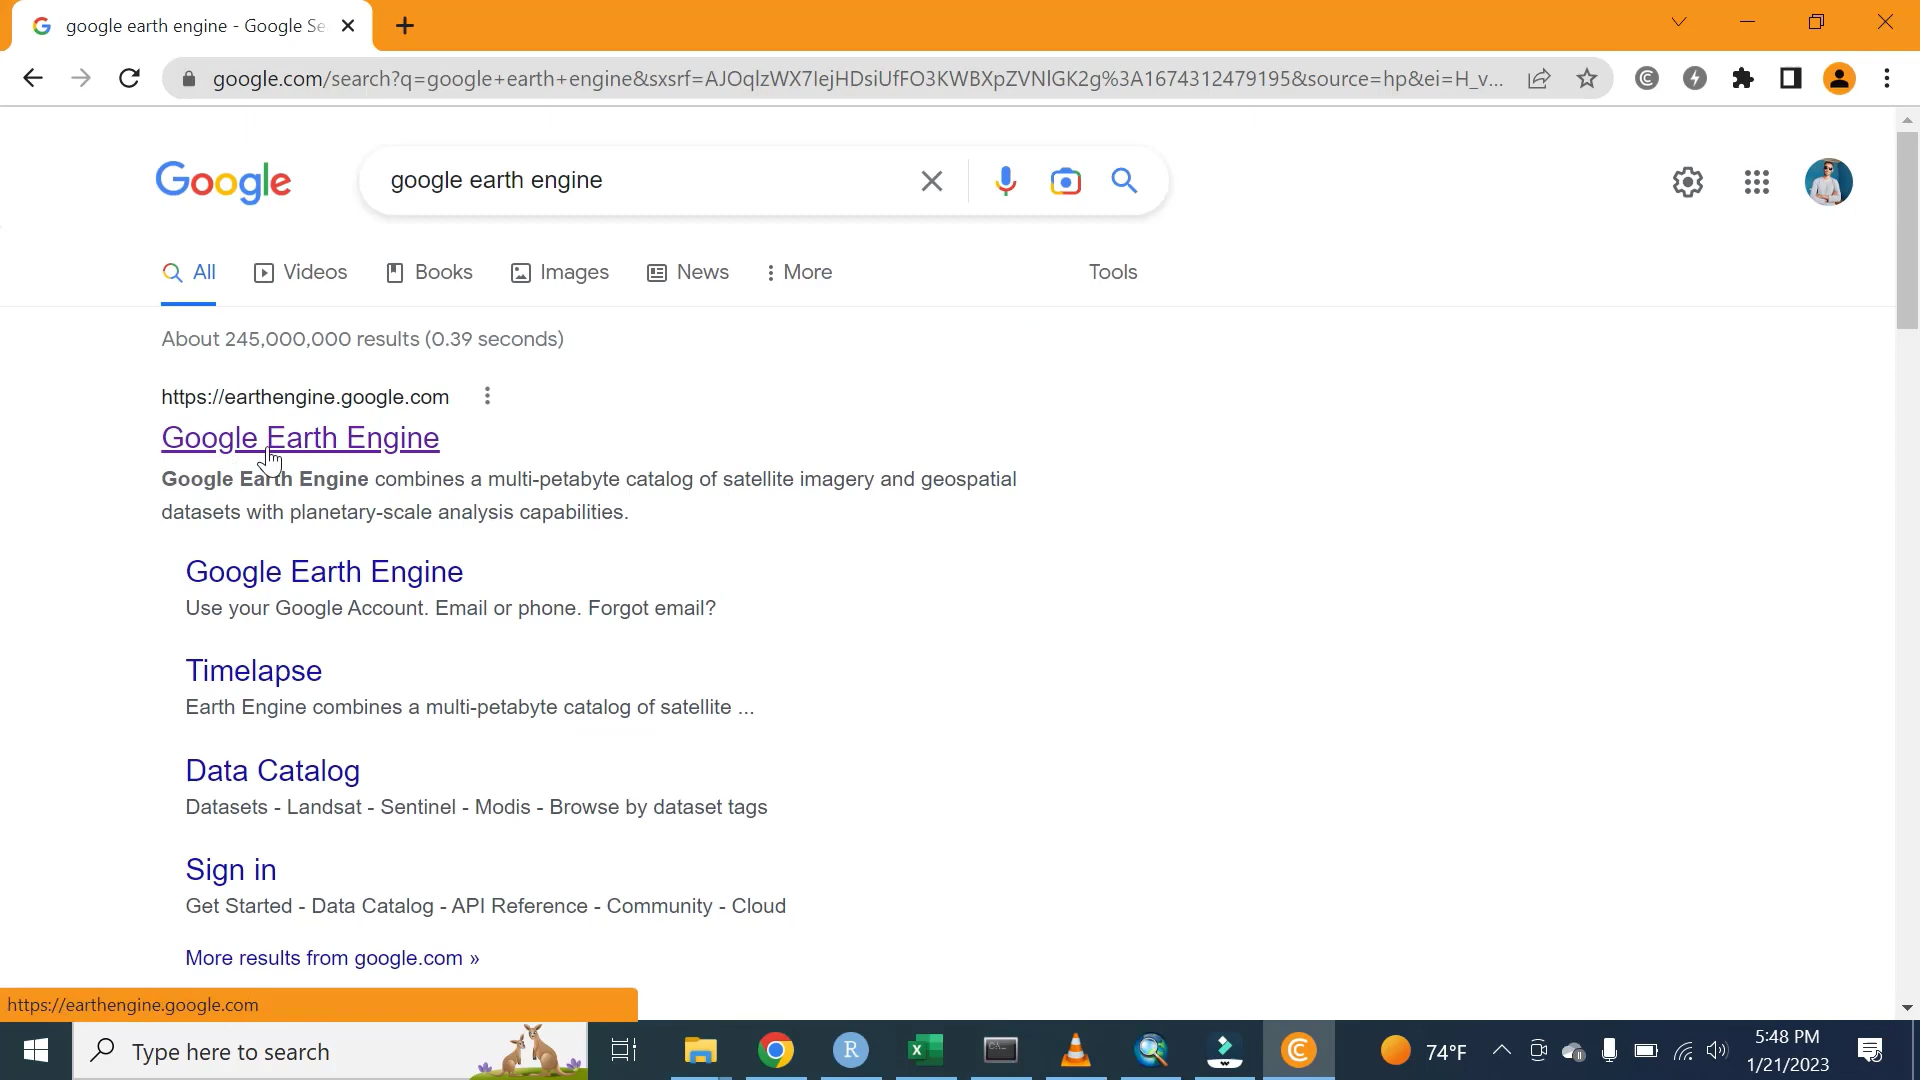 google earth engine - Google Se
google.com/search?q=google+earth+engine&sxsrf=AJOqlzWX7IejHDsiUfFO3KWBXpZVNIGK2g%3A1674312479195&source=hp&ei=H_v...
Google
google earth engine
All
Videos
Books
Images
News
More
Tools
About 245,000,000 results (0.39 seconds)
https://earthengine.google.com
Google Earth Engine
Google Earth Engine combines a multi-petabyte catalog of satellite imagery and geospatial
datasets with planetary-scale analysis capabilities.
Google Earth Engine
Use your Google Account. Email or phone. Forgot email?
Timelapse
Earth Engine combines a multi-petabyte catalog of satellite ...
Data Catalog
Datasets - Landsat - Sentinel - Modis - Browse by dataset tags
Sign in
Get Started - Data Catalog - API Reference - Community - Cloud
More results from google.com »
https://earthengine.google.com
Type here to search
74°F
5:48 PM
1/21/2023